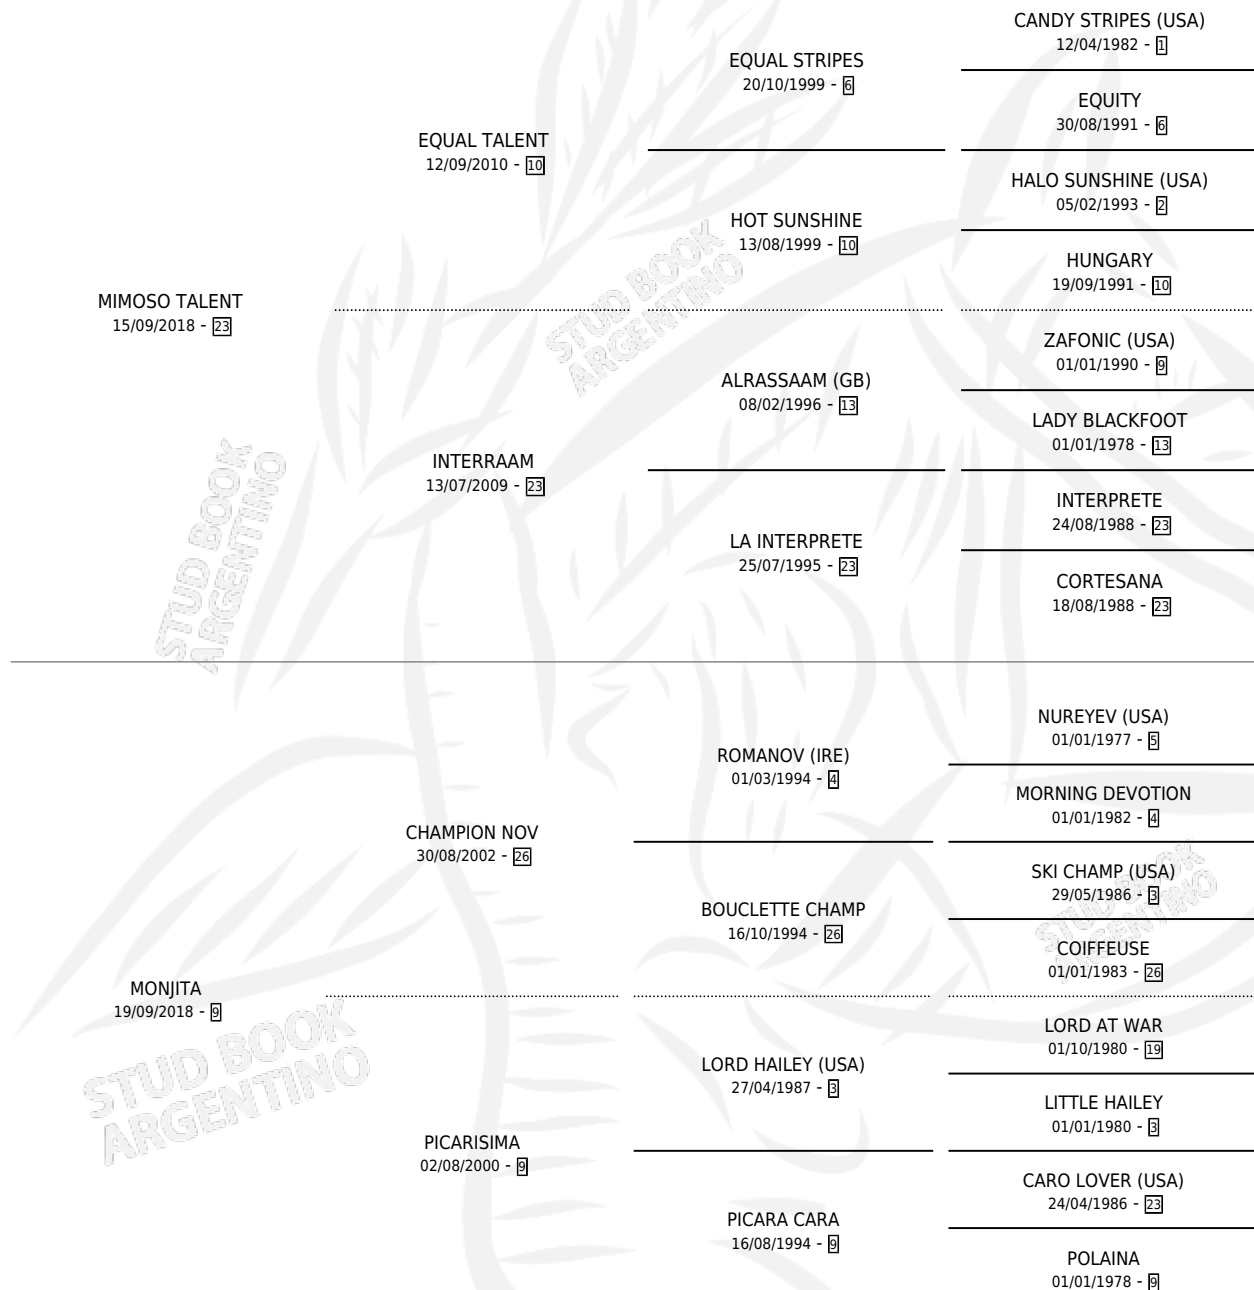 CANDY STRIPES (USA)
12/04/1982 - 1
EQUAL STRIPES
20/10/1999 - 6
EQUITY
30/08/1991 - 6
EQUAL TALENT
12/09/2010 - 10
HALO SUNSHINE (USA)
05/02/1993 - 2
HOT SUNSHINE
13/08/1999 - 10
HUNGARY
19/09/1991 - 10
MIMOSO TALENT
15/09/2018 - 23
STUD BOOK
ARGENTINO
ZAFONIC (USA)
01/01/1990 - 9
ALRASSAAM (GB)
08/02/1996 - 13
LADY BLACKFOOT
01/01/1978 - 13
INTERRAAM
13/07/2009 - 23
INTERPRETE
24/08/1988 - 23
LA INTERPRETE
25/07/1995 - 23
CORTESANA
18/08/1988 - 23
STUD BOOK
ARGENTINO
NUREYEV (USA)
01/01/1977 - 5
ROMANOV (IRE)
01/03/1994 - 4
MORNING DEVOTION
01/01/1982 - 4
CHAMPION NOV
30/08/2002 - 26
SKI CHAMP (USA)
29/05/1986 - 3
BOUCLETTE CHAMP
16/10/1994 - 26
STUD BOOK
ARGENTINO
COIFFEUSE
01/01/1983 - 26
MONJITA
19/09/2018 - 9
STUD BOOK
ARGENTINO
LORD AT WAR
01/10/1980 - 19
LORD HAILEY (USA)
27/04/1987 - 3
LITTLE HAILEY
01/01/1980 - 3
PICARISIMA
02/08/2000 - 9
CARO LOVER (USA)
24/04/1986 - 23
PICARA CARA
16/08/1994 - 9
POLAINA
01/01/1978 - 9